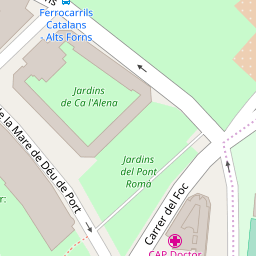 ns
Ferrocarrils
Catalans
Alts Forns
Jardins
de Ca l'Alena
de la Mare de Déu de Port
Jardins
del Pont
Romà
Carrer del Foc
r:
CAP Doctor